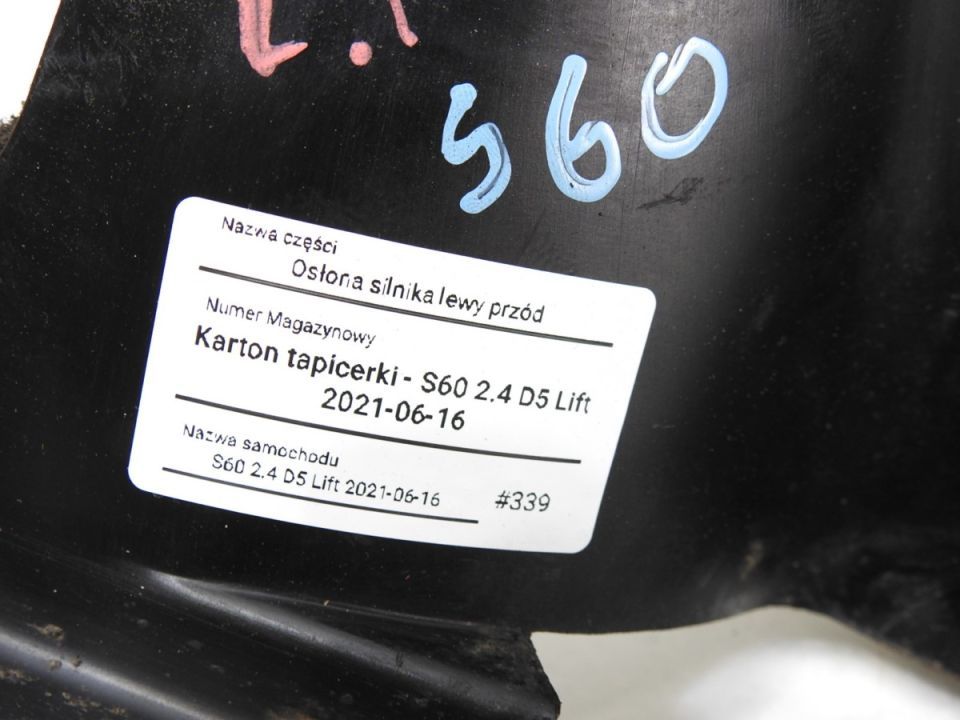 S60
Nazwa części
Osłona silnika lewy przód
Numer Magazynowy
Karton tapicerki - S60 2.4 D5 Lift
2021-06-16
Nazwa samochodu
S60 2.4 D5 Lift 2021-06-16
#339